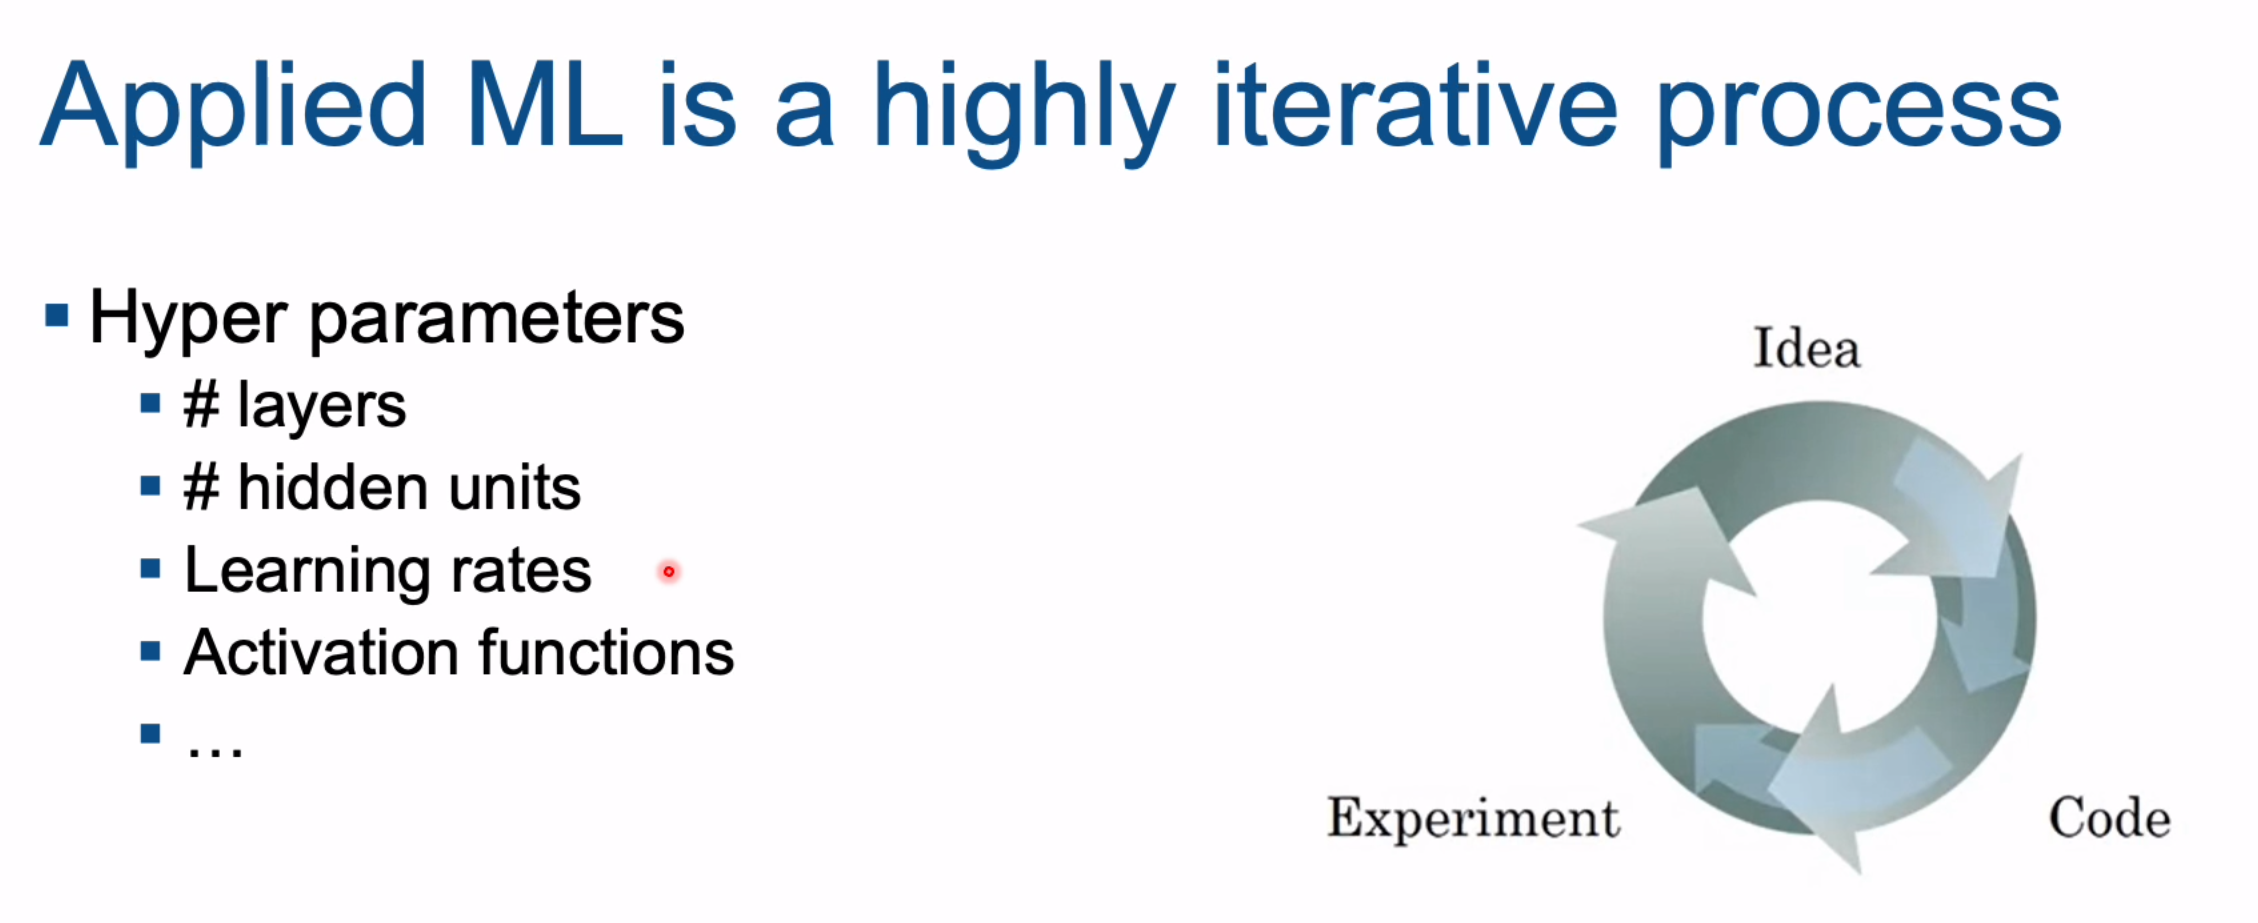 Applied ML is a highly iterative process
Hyper parameters
# layers
# hidden units
Learning rates
Activation functions
...
Idea
Experiment
Code